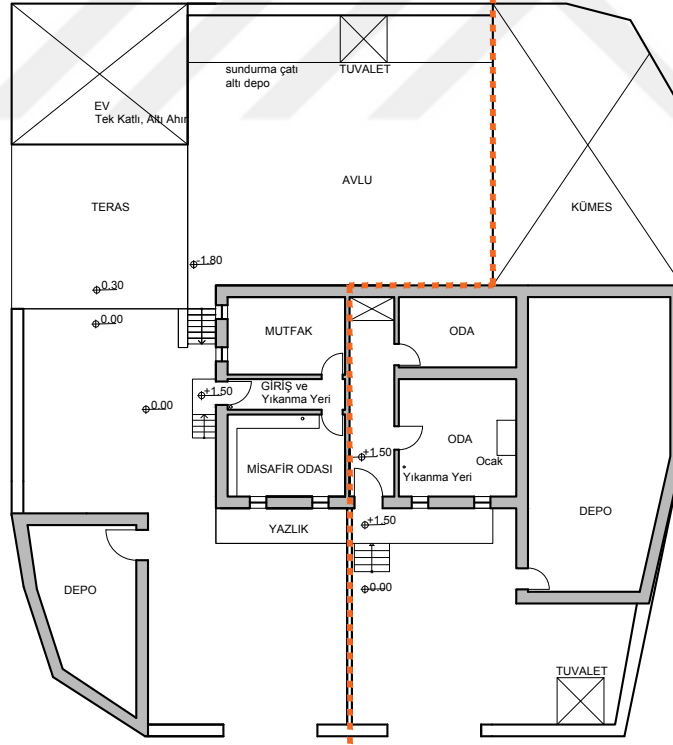 sundurma çatı
altı depo
TUVALET
EV
Tek Katlı, Altı Ahır
AVLU
TERAS
KÜMES
-1.80
0.30
0.00
MUTFAK
ODA
GİRİŞ ve
Yıkanma Yeri
+1.50
0.00
ODA
Ocak
MİSAFİR ODASI
+1.50
Yıkanma Yeri
DEPO
YAZLIK
+1.50
DEPO
0.00
TUVALET